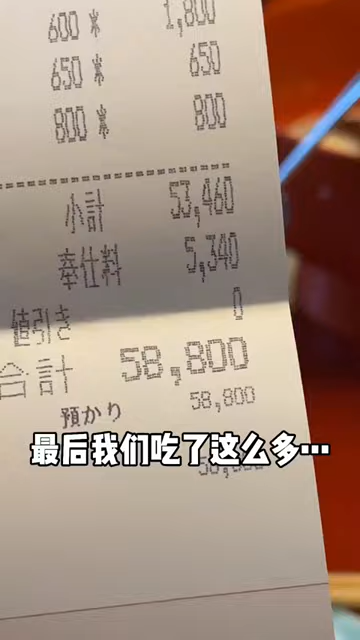 600 × 1,800
650 × 650
800 × 800
小計 53,460
奉仕料 5,340
値引き 0
合計 58,800
預かり 58,800
最后我们吃了这么多…